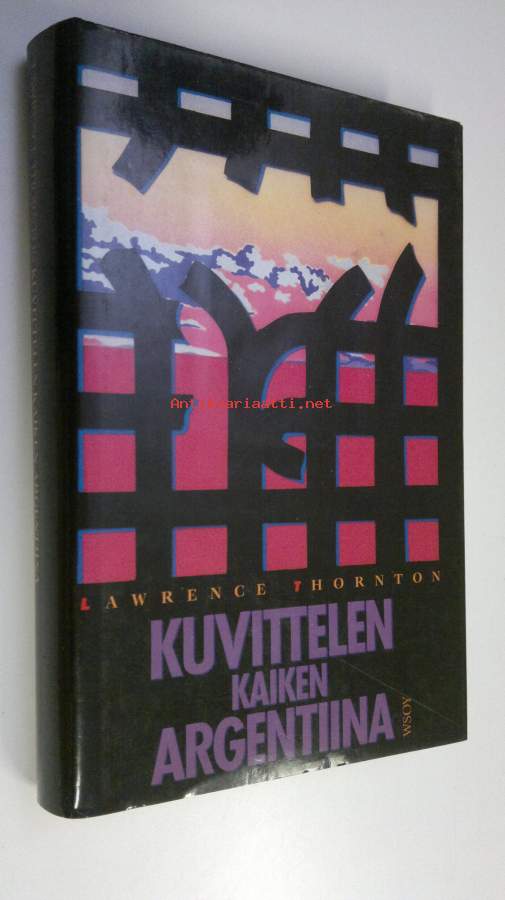 Antikvariaatti.net
LAWRENCE THORNTON
KUVITTELEN
KAIKEN
ARGENTIINA
WSOY